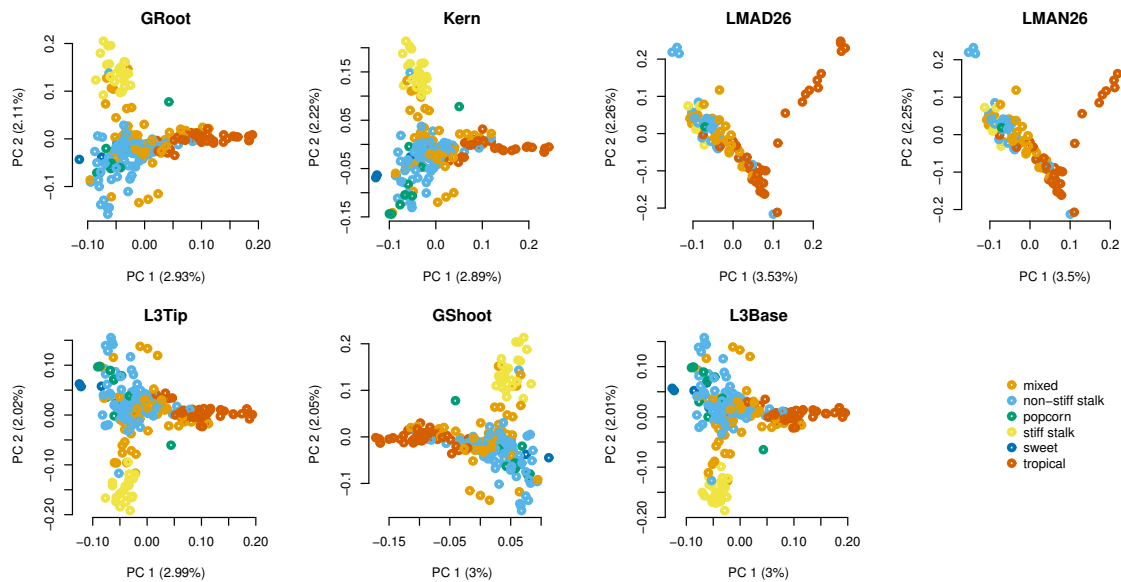 GRoot
Kern
LMAD26
LMAN26
PC 2 (2.11%)
0.2
0.1
0.0
−0.1
−0.10
0.00
0.10
0.20
PC 1 (2.93%)
PC 2 (2.22%)
0.15
0.05
−0.05
−0.15
−0.1
0.0
0.1
0.2
PC 1 (2.89%)
PC 2 (2.26%)
0.2
0.1
0.0
−0.1
−0.2
−0.1
0.0
0.1
0.2
PC 1 (3.53%)
PC 2 (2.25%)
0.2
0.1
0.0
−0.1
−0.2
−0.1
0.0
0.1
0.2
PC 1 (3.5%)
L3Tip
GShoot
L3Base
PC 2 (2.02%)
0.10
0.00
−0.10
−0.20
−0.10
0.00
0.10
0.20
PC 1 (2.99%)
PC 2 (2.05%)
0.2
0.1
0.0
−0.1
−0.15
−0.05
0.05
PC 1 (3%)
PC 2 (2.01%)
0.10
0.00
−0.10
−0.20
−0.10
0.00
0.10
0.20
PC 1 (3%)
mixed
non−stiff stalk
popcorn
stiff stalk
sweet
tropical